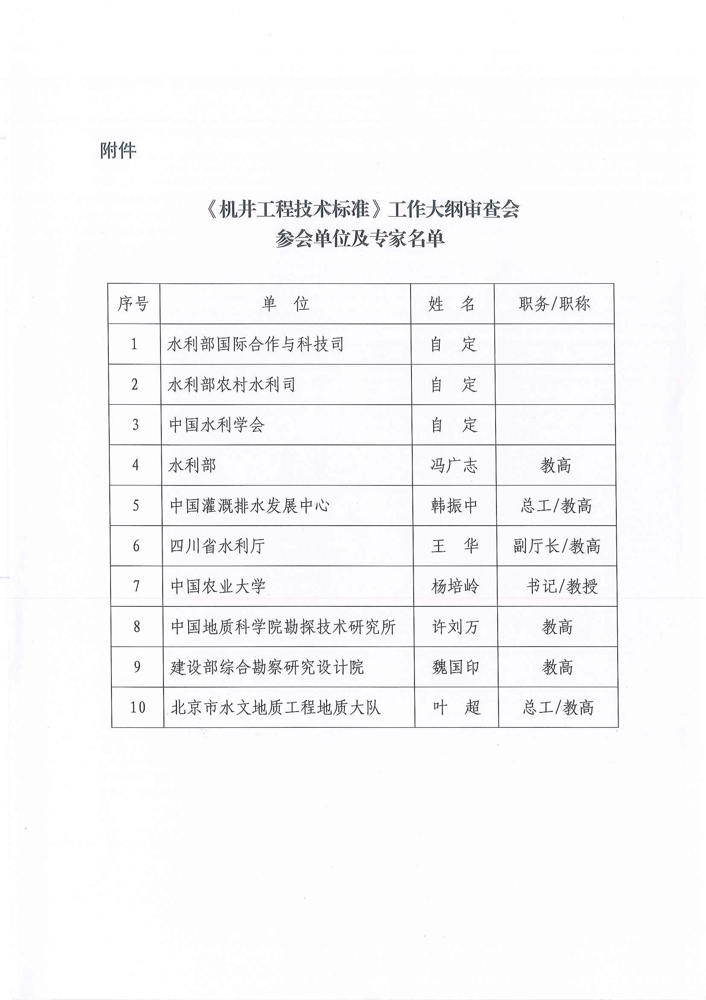 附件
《机井工程技术标准》工作大纲审查会
参会单位及专家名单
序号 单 位 姓 名 职务/职称
1 水利部国际合作与科技司 自 定
2 水利部农村水利司 自 定
3 中国水利学会 自 定
4 水利部 冯广志 教高
5 中国灌溉排水发展中心 韩振中 总工/教高
6 四川省水利厅 王 华 副厅长/教高
7 中国农业大学 杨培岭 书记/教授
8 中国地质科学院勘探技术研究所 许刘万 教高
9 建设部综合勘察研究设计院 魏国印 教高
10 北京市水文地质工程地质大队 叶 超 总工/教高